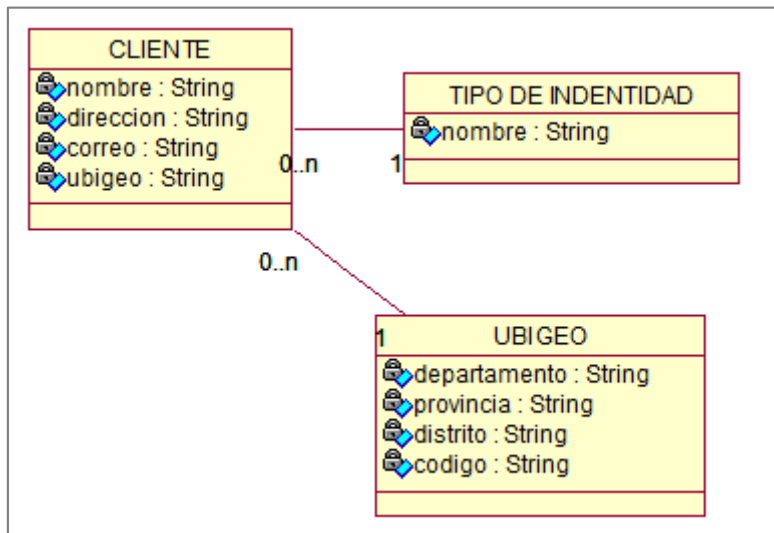 CLIENTE
nombre : String
direccion : String
correo : String
ubigeo : String
TIPO DE INDENTIDAD
nombre : String
0..n
1
0..n
1
UBIGEO
departamento : String
provincia : String
distrito : String
codigo : String